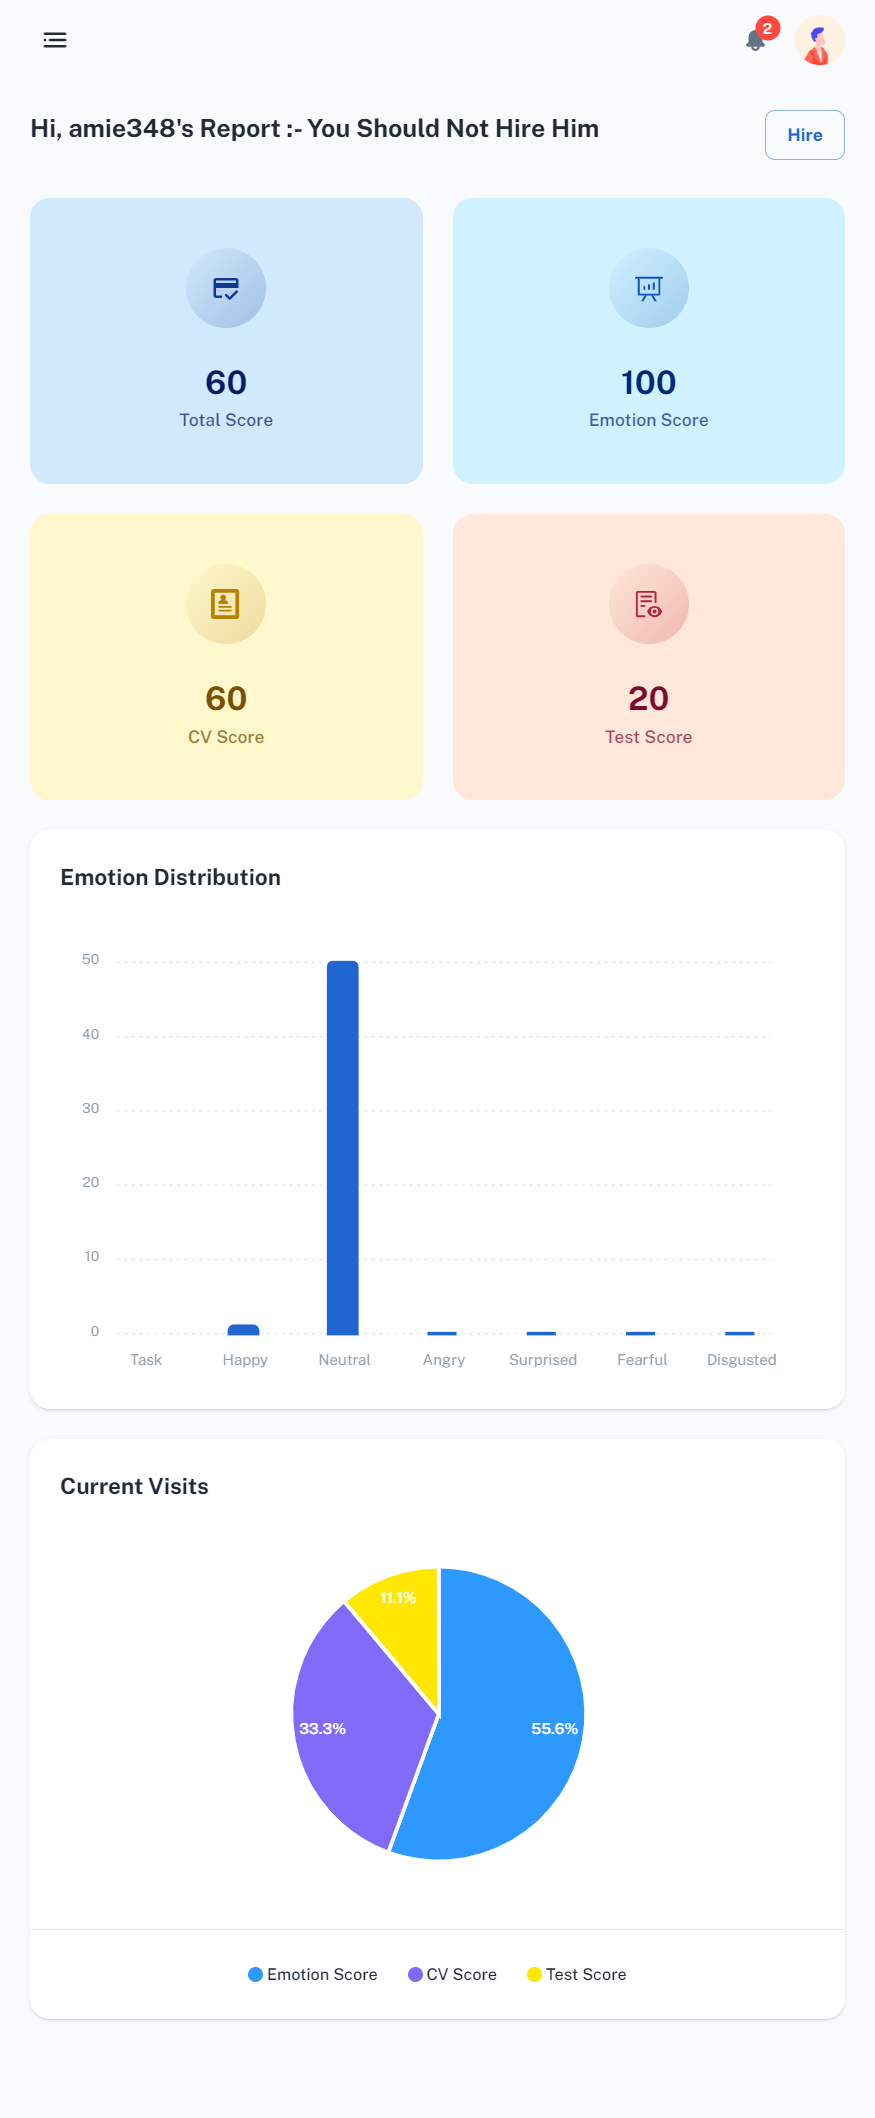 2
Hi, amie348's Report :- You Should Not Hire Him
Hire
60
Total Score
100
Emotion Score
60
CV Score
20
Test Score
Emotion Distribution
50
40
30
20
10
0
Task Happy Neutral Angry Surprised Fearful Disgusted
Current Visits
11.1%
33.3%
55.6%
Emotion Score CV Score Test Score